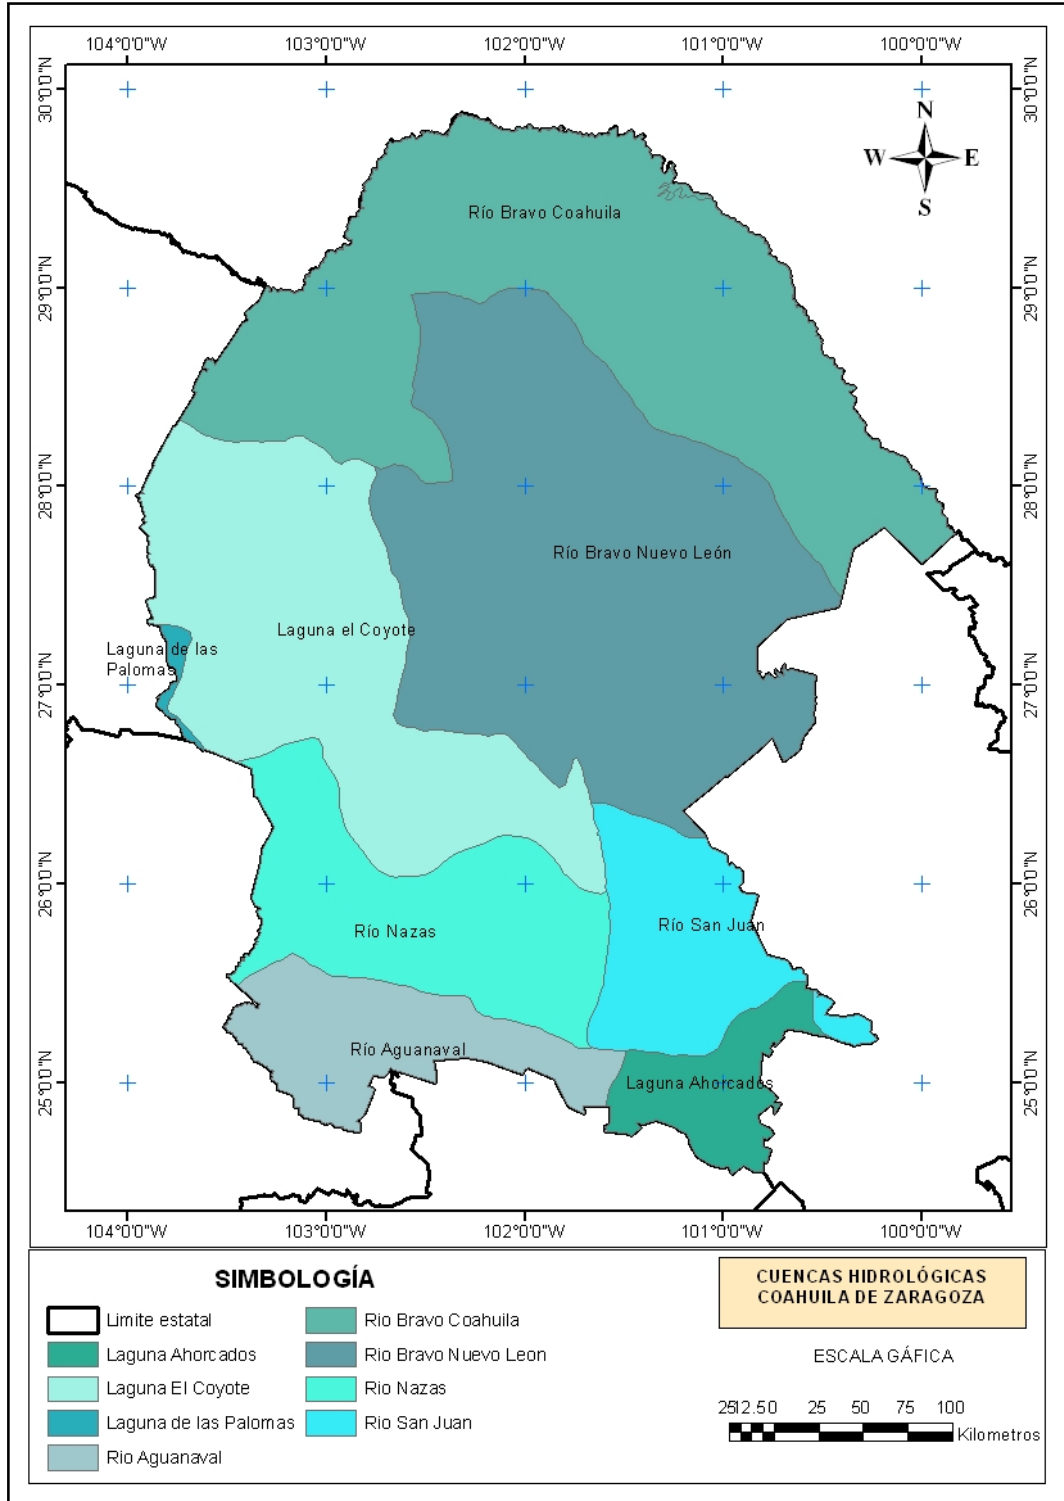 104°0'0"W 103°0'0"W 102°0'0"W 101°0'0"W 100°0'0"W
30°0'0"N 30°0'0"N
N
W E
S
Río Bravo Coahuila
29°0'0"N 29°0'0"N
28°0'0"N 28°0'0"N
Río Bravo Nuevo León
Laguna el Coyote
Laguna de las
Palomas
27°0'0"N 27°0'0"N
26°0'0"N 26°0'0"N
Río San Juan
Río Nazas
Río Aguanaval
Laguna Ahorcados
25°0'0"N 25°0'0"N
104°0'0"W 103°0'0"W 102°0'0"W 101°0'0"W 100°0'0"W
SIMBOLOGÍA
Limite estatal
Laguna Ahorcados
Laguna El Coyote
Laguna de las Palomas
Rio Aguanaval
Rio Bravo Coahuila
Rio Bravo Nuevo Leon
Rio Nazas
Rio San Juan
CUENCAS HIDROLÓGICAS
COAHUILA DE ZARAGOZA
ESCALA GÁFICA
2512.50 25 50 75 100
Kilometros